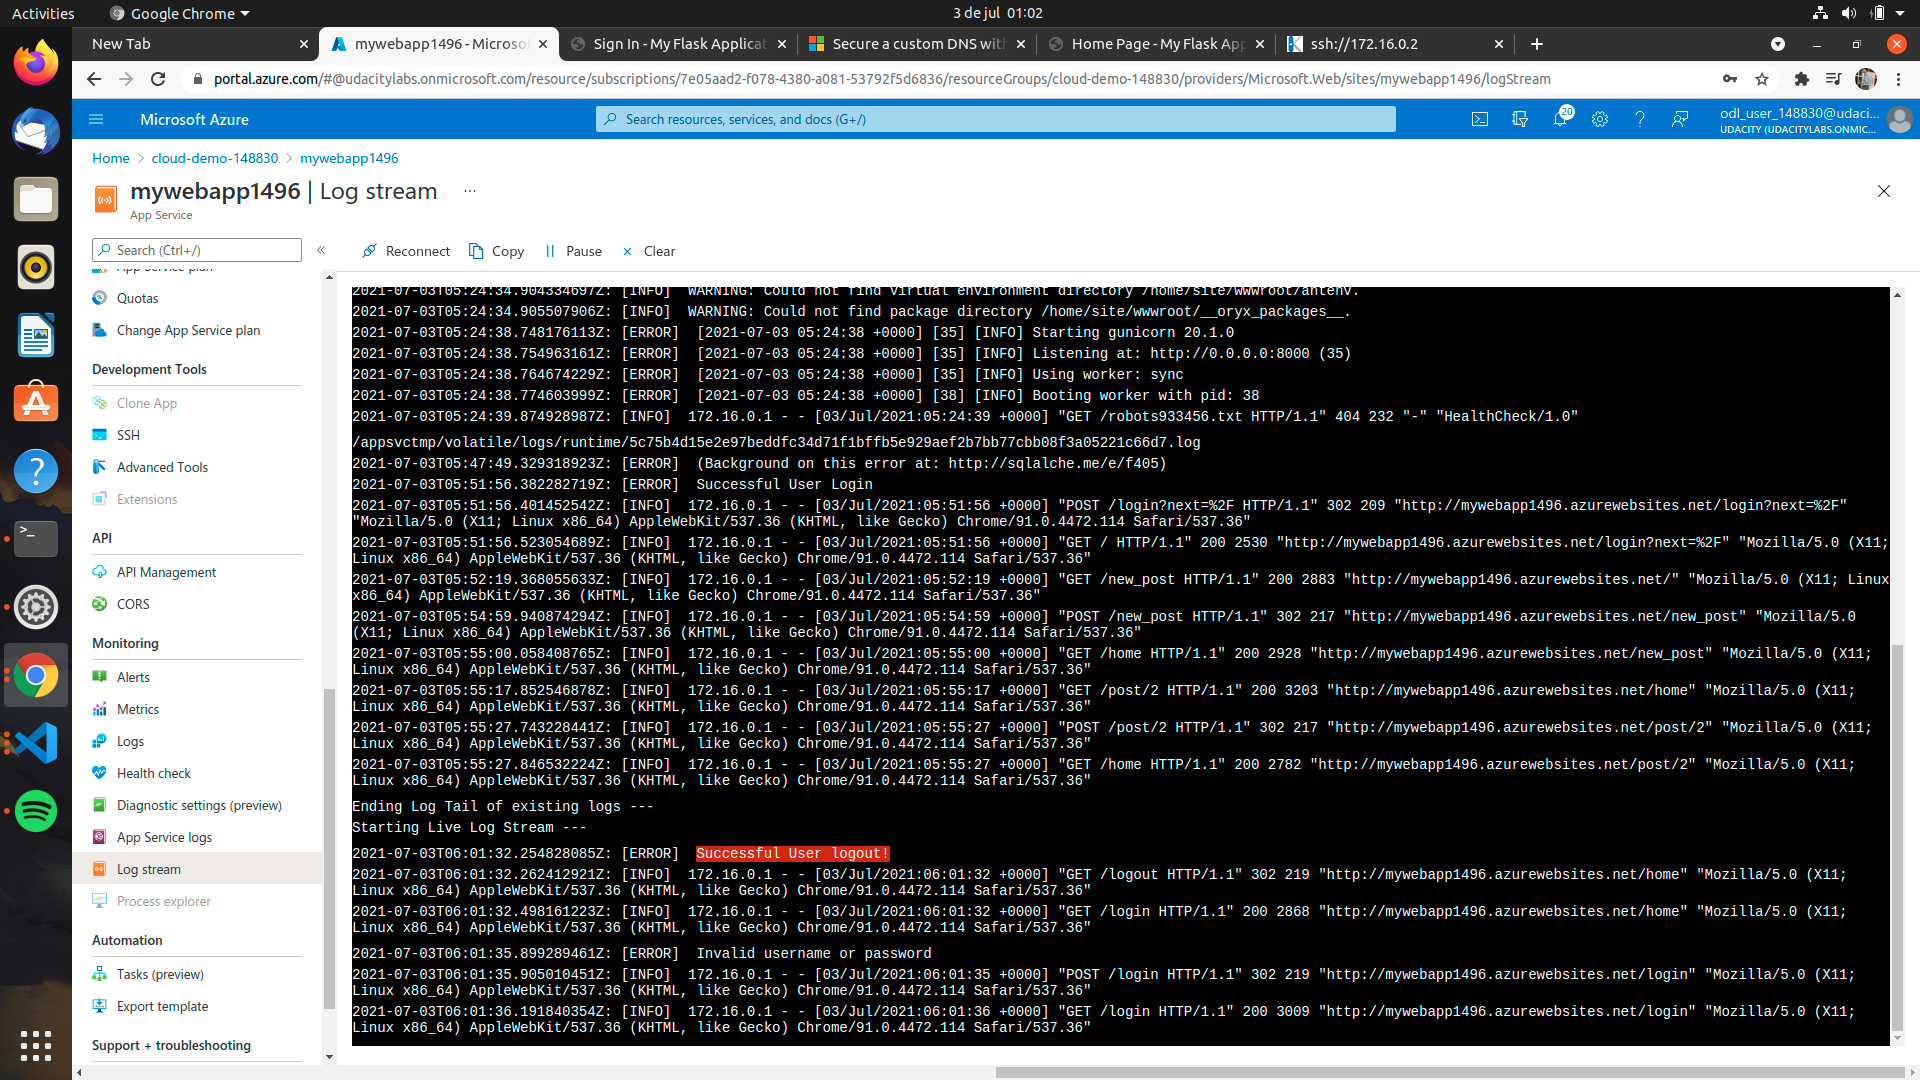 Activities
Google Chrome
3 de jul 01:02
New Tab
mywebapp1496 - Microso
Sign In - My Flask Applicat
Secure a custom DNS wit
Home Page - My Flask App
ssh://172.16.0.2
portal.azure.com/#@udacitylabs.onmicrosoft.com/resource/subscriptions/7e05aad2-f078-4380-a081-53792f5d6836/resourceGroups/cloud-demo-148830/providers/Microsoft.Web/sites/mywebapp1496/logStream
Microsoft Azure
Search resources, services, and docs (G+/)
20
odl_user_148830@udaci...
UDACITY (UDACITYLABS.ONMIC...
Home > cloud-demo-148830 > mywebapp1496
mywebapp1496 | Log stream ...
App Service
Search (Ctrl+/)
Reconnect Copy Pause Clear
App Service plan
Quotas
Change App Service plan
Development Tools
Clone App
SSH
Advanced Tools
Extensions
API
API Management
CORS
Monitoring
Alerts
Metrics
Logs
Health check
Diagnostic settings (preview)
App Service logs
Log stream
Process explorer
Automation
Tasks (preview)
Export template
Support + troubleshooting
2021-07-03T05:24:34.904334697Z: [INFO]  WARNING: Could not find virtual environment directory /home/site/wwwroot/antenv.
2021-07-03T05:24:34.905507906Z: [INFO]  WARNING: Could not find package directory /home/site/wwwroot/__oryx_packages__.
2021-07-03T05:24:38.748176113Z: [ERROR]  [2021-07-03 05:24:38 +0000] [35] [INFO] Starting gunicorn 20.1.0
2021-07-03T05:24:38.754963161Z: [ERROR]  [2021-07-03 05:24:38 +0000] [35] [INFO] Listening at: http://0.0.0.0:8000 (35)
2021-07-03T05:24:38.764674229Z: [ERROR]  [2021-07-03 05:24:38 +0000] [35] [INFO] Using worker: sync
2021-07-03T05:24:38.774603999Z: [ERROR]  [2021-07-03 05:24:38 +0000] [38] [INFO] Booting worker with pid: 38
2021-07-03T05:24:39.874928987Z: [INFO]  172.16.0.1 - - [03/Jul/2021:05:24:39 +0000] "GET /robots933456.txt HTTP/1.1" 404 232 "-" "HealthCheck/1.0"
/appsvctmp/volatile/logs/runtime/5c75b4d15e2e97beddfc34d71f1bffb5e929aef2b7bb77cbb08f3a05221c66d7.log
2021-07-03T05:47:49.329318923Z: [ERROR]  (Background on this error at: http://sqlalche.me/e/f405)
2021-07-03T05:51:56.382282719Z: [ERROR]  Successful User Login
2021-07-03T05:51:56.401452542Z: [INFO]  172.16.0.1 - - [03/Jul/2021:05:51:56 +0000] "POST /login?next=%2F HTTP/1.1" 302 209 "http://mywebapp1496.azurewebsites.net/login?next=%2F"
"Mozilla/5.0 (X11; Linux x86_64) AppleWebKit/537.36 (KHTML, like Gecko) Chrome/91.0.4472.114 Safari/537.36"
2021-07-03T05:51:56.523054689Z: [INFO]  172.16.0.1 - - [03/Jul/2021:05:51:56 +0000] "GET / HTTP/1.1" 200 2530 "http://mywebapp1496.azurewebsites.net/login?next=%2F" "Mozilla/5.0 (X11;
Linux x86_64) AppleWebKit/537.36 (KHTML, like Gecko) Chrome/91.0.4472.114 Safari/537.36"
2021-07-03T05:52:19.368055633Z: [INFO]  172.16.0.1 - - [03/Jul/2021:05:52:19 +0000] "GET /new_post HTTP/1.1" 200 2883 "http://mywebapp1496.azurewebsites.net/" "Mozilla/5.0 (X11; Linux
x86_64) AppleWebKit/537.36 (KHTML, like Gecko) Chrome/91.0.4472.114 Safari/537.36"
2021-07-03T05:54:59.940874294Z: [INFO]  172.16.0.1 - - [03/Jul/2021:05:54:59 +0000] "POST /new_post HTTP/1.1" 302 217 "http://mywebapp1496.azurewebsites.net/new_post" "Mozilla/5.0
(X11; Linux x86_64) AppleWebKit/537.36 (KHTML, like Gecko) Chrome/91.0.4472.114 Safari/537.36"
2021-07-03T05:55:00.058408765Z: [INFO]  172.16.0.1 - - [03/Jul/2021:05:55:00 +0000] "GET /home HTTP/1.1" 200 2928 "http://mywebapp1496.azurewebsites.net/new_post" "Mozilla/5.0 (X11;
Linux x86_64) AppleWebKit/537.36 (KHTML, like Gecko) Chrome/91.0.4472.114 Safari/537.36"
2021-07-03T05:55:17.852546878Z: [INFO]  172.16.0.1 - - [03/Jul/2021:05:55:17 +0000] "GET /post/2 HTTP/1.1" 200 3203 "http://mywebapp1496.azurewebsites.net/home" "Mozilla/5.0 (X11;
Linux x86_64) AppleWebKit/537.36 (KHTML, like Gecko) Chrome/91.0.4472.114 Safari/537.36"
2021-07-03T05:55:27.743228441Z: [INFO]  172.16.0.1 - - [03/Jul/2021:05:55:27 +0000] "POST /post/2 HTTP/1.1" 302 217 "http://mywebapp1496.azurewebsites.net/post/2" "Mozilla/5.0 (X11;
Linux x86_64) AppleWebKit/537.36 (KHTML, like Gecko) Chrome/91.0.4472.114 Safari/537.36"
2021-07-03T05:55:27.846532224Z: [INFO]  172.16.0.1 - - [03/Jul/2021:05:55:27 +0000] "GET /home HTTP/1.1" 200 2782 "http://mywebapp1496.azurewebsites.net/post/2" "Mozilla/5.0 (X11;
Linux x86_64) AppleWebKit/537.36 (KHTML, like Gecko) Chrome/91.0.4472.114 Safari/537.36"
Ending Log Tail of existing logs ---
Starting Live Log Stream ---
2021-07-03T06:01:32.254828085Z: [ERROR]  Successful User logout!
2021-07-03T06:01:32.262412921Z: [INFO]  172.16.0.1 - - [03/Jul/2021:06:01:32 +0000] "GET /logout HTTP/1.1" 302 219 "http://mywebapp1496.azurewebsites.net/home" "Mozilla/5.0 (X11;
Linux x86_64) AppleWebKit/537.36 (KHTML, like Gecko) Chrome/91.0.4472.114 Safari/537.36"
2021-07-03T06:01:32.498161223Z: [INFO]  172.16.0.1 - - [03/Jul/2021:06:01:32 +0000] "GET /login HTTP/1.1" 200 2868 "http://mywebapp1496.azurewebsites.net/home" "Mozilla/5.0 (X11;
Linux x86_64) AppleWebKit/537.36 (KHTML, like Gecko) Chrome/91.0.4472.114 Safari/537.36"
2021-07-03T06:01:35.899289461Z: [ERROR]  Invalid username or password
2021-07-03T06:01:35.905010451Z: [INFO]  172.16.0.1 - - [03/Jul/2021:06:01:35 +0000] "POST /login HTTP/1.1" 302 219 "http://mywebapp1496.azurewebsites.net/login" "Mozilla/5.0 (X11;
Linux x86_64) AppleWebKit/537.36 (KHTML, like Gecko) Chrome/91.0.4472.114 Safari/537.36"
2021-07-03T06:01:36.191840354Z: [INFO]  172.16.0.1 - - [03/Jul/2021:06:01:36 +0000] "GET /login HTTP/1.1" 200 3009 "http://mywebapp1496.azurewebsites.net/login" "Mozilla/5.0 (X11;
Linux x86_64) AppleWebKit/537.36 (KHTML, like Gecko) Chrome/91.0.4472.114 Safari/537.36"